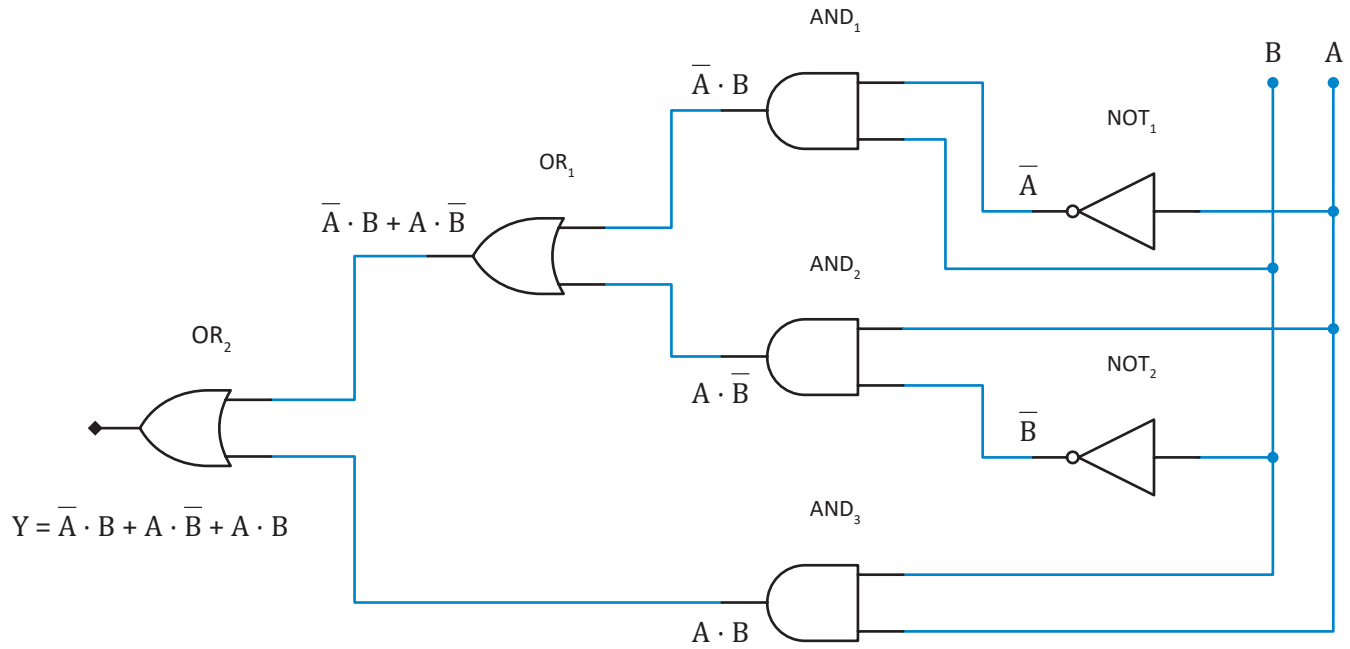 AND₁
B A
A̅ · B
NOT₁
OR₁
A̅
A̅ · B + A · B̅
AND₂
OR₂
NOT₂
A · B̅
B̅
AND₃
Y = A̅ · B + A · B̅ + A · B
A · B